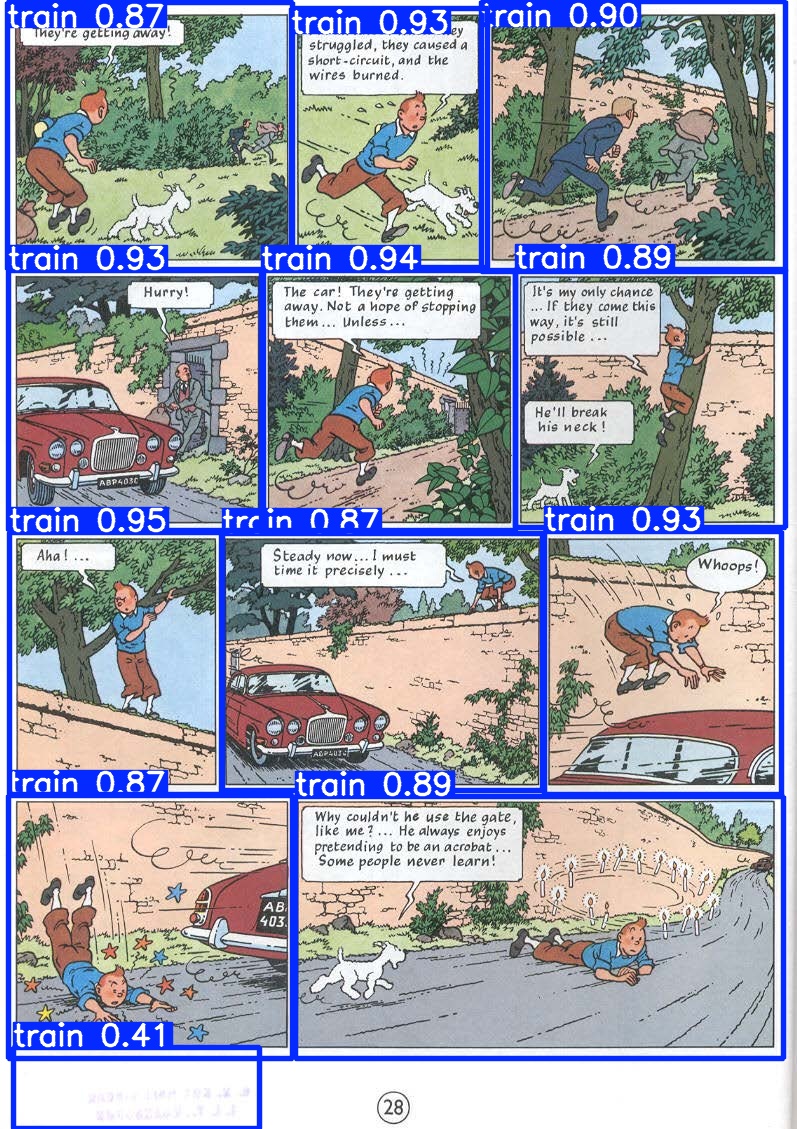 train 0.87
They're getting away!
train 0.93
struggled, they caused a
short-circuit, and the
wires burned.
train 0.90
train 0.93
Hurry!
ABP403C
train 0.94
The car! They're getting
away. Not a hope of stopping
them... Unless...
train 0.89
It's my only chance
... If they come this
way, it's still
possible ...
He'll break
his neck!
train 0.95
Aha! ...
train 0.87
Steady now... I must
time it precisely ...
ABP403C
train 0.93
Whoops!
train 0.87
AB
403
train 0.89
Why couldn't he use the gate,
like me? ... He always enjoys
pretending to be an acrobat ...
Some people never learn!
train 0.41
28